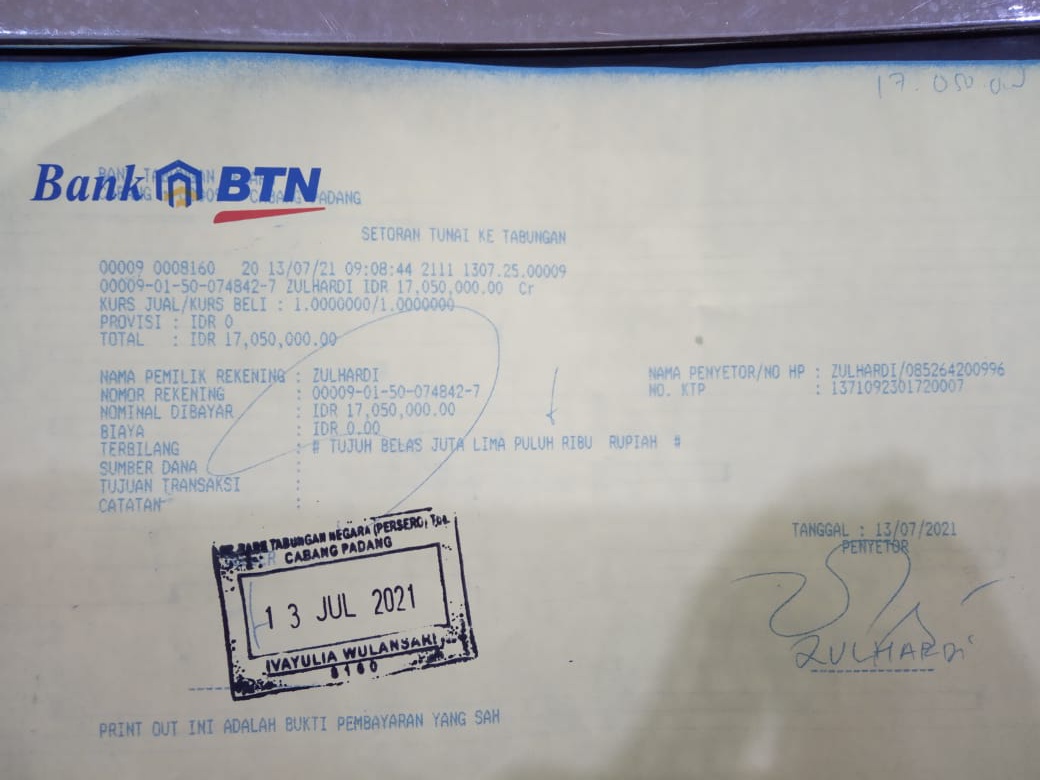 17.050.000
Bank BTN
CABANG PADANG
SETORAN TUNAI KE TABUNGAN
00009 0008160 20 13/07/21 09:08:44 2111 1307.25.00009
00009-01-50-074842-7 ZULHARDI IDR 17,050,000.00 Cr
KURS JUAL/KURS BELI : 1.0000000/1.0000000
PROVISI : IDR 0
TOTAL : IDR 17,050,000.00
NAMA PEMILIK REKENING : ZULHARDI NAMA PENYETOR/NO HP : ZULHARDI/085264200996
NOMOR REKENING : 00009-01-50-074842-7 NO. KTP : 1371092301720007
NOMINAL DIBAYAR : IDR 17,050,000.00
BIAYA : IDR 0.00
TERBILANG : # TUJUH BELAS JUTA LIMA PULUH RIBU RUPIAH #
SUMBER DANA :
TUJUAN TRANSAKSI :
CATATAN :
BANK TABUNGAN NEGARA (PERSERO) Tbk.
CABANG PADANG
13 JUL 2021
IVAYULIA WULANSARI
8160
TANGGAL : 13/07/2021
PENYETOR
ZULHARDI
PRINT OUT INI ADALAH BUKTI PEMBAYARAN YANG SAH